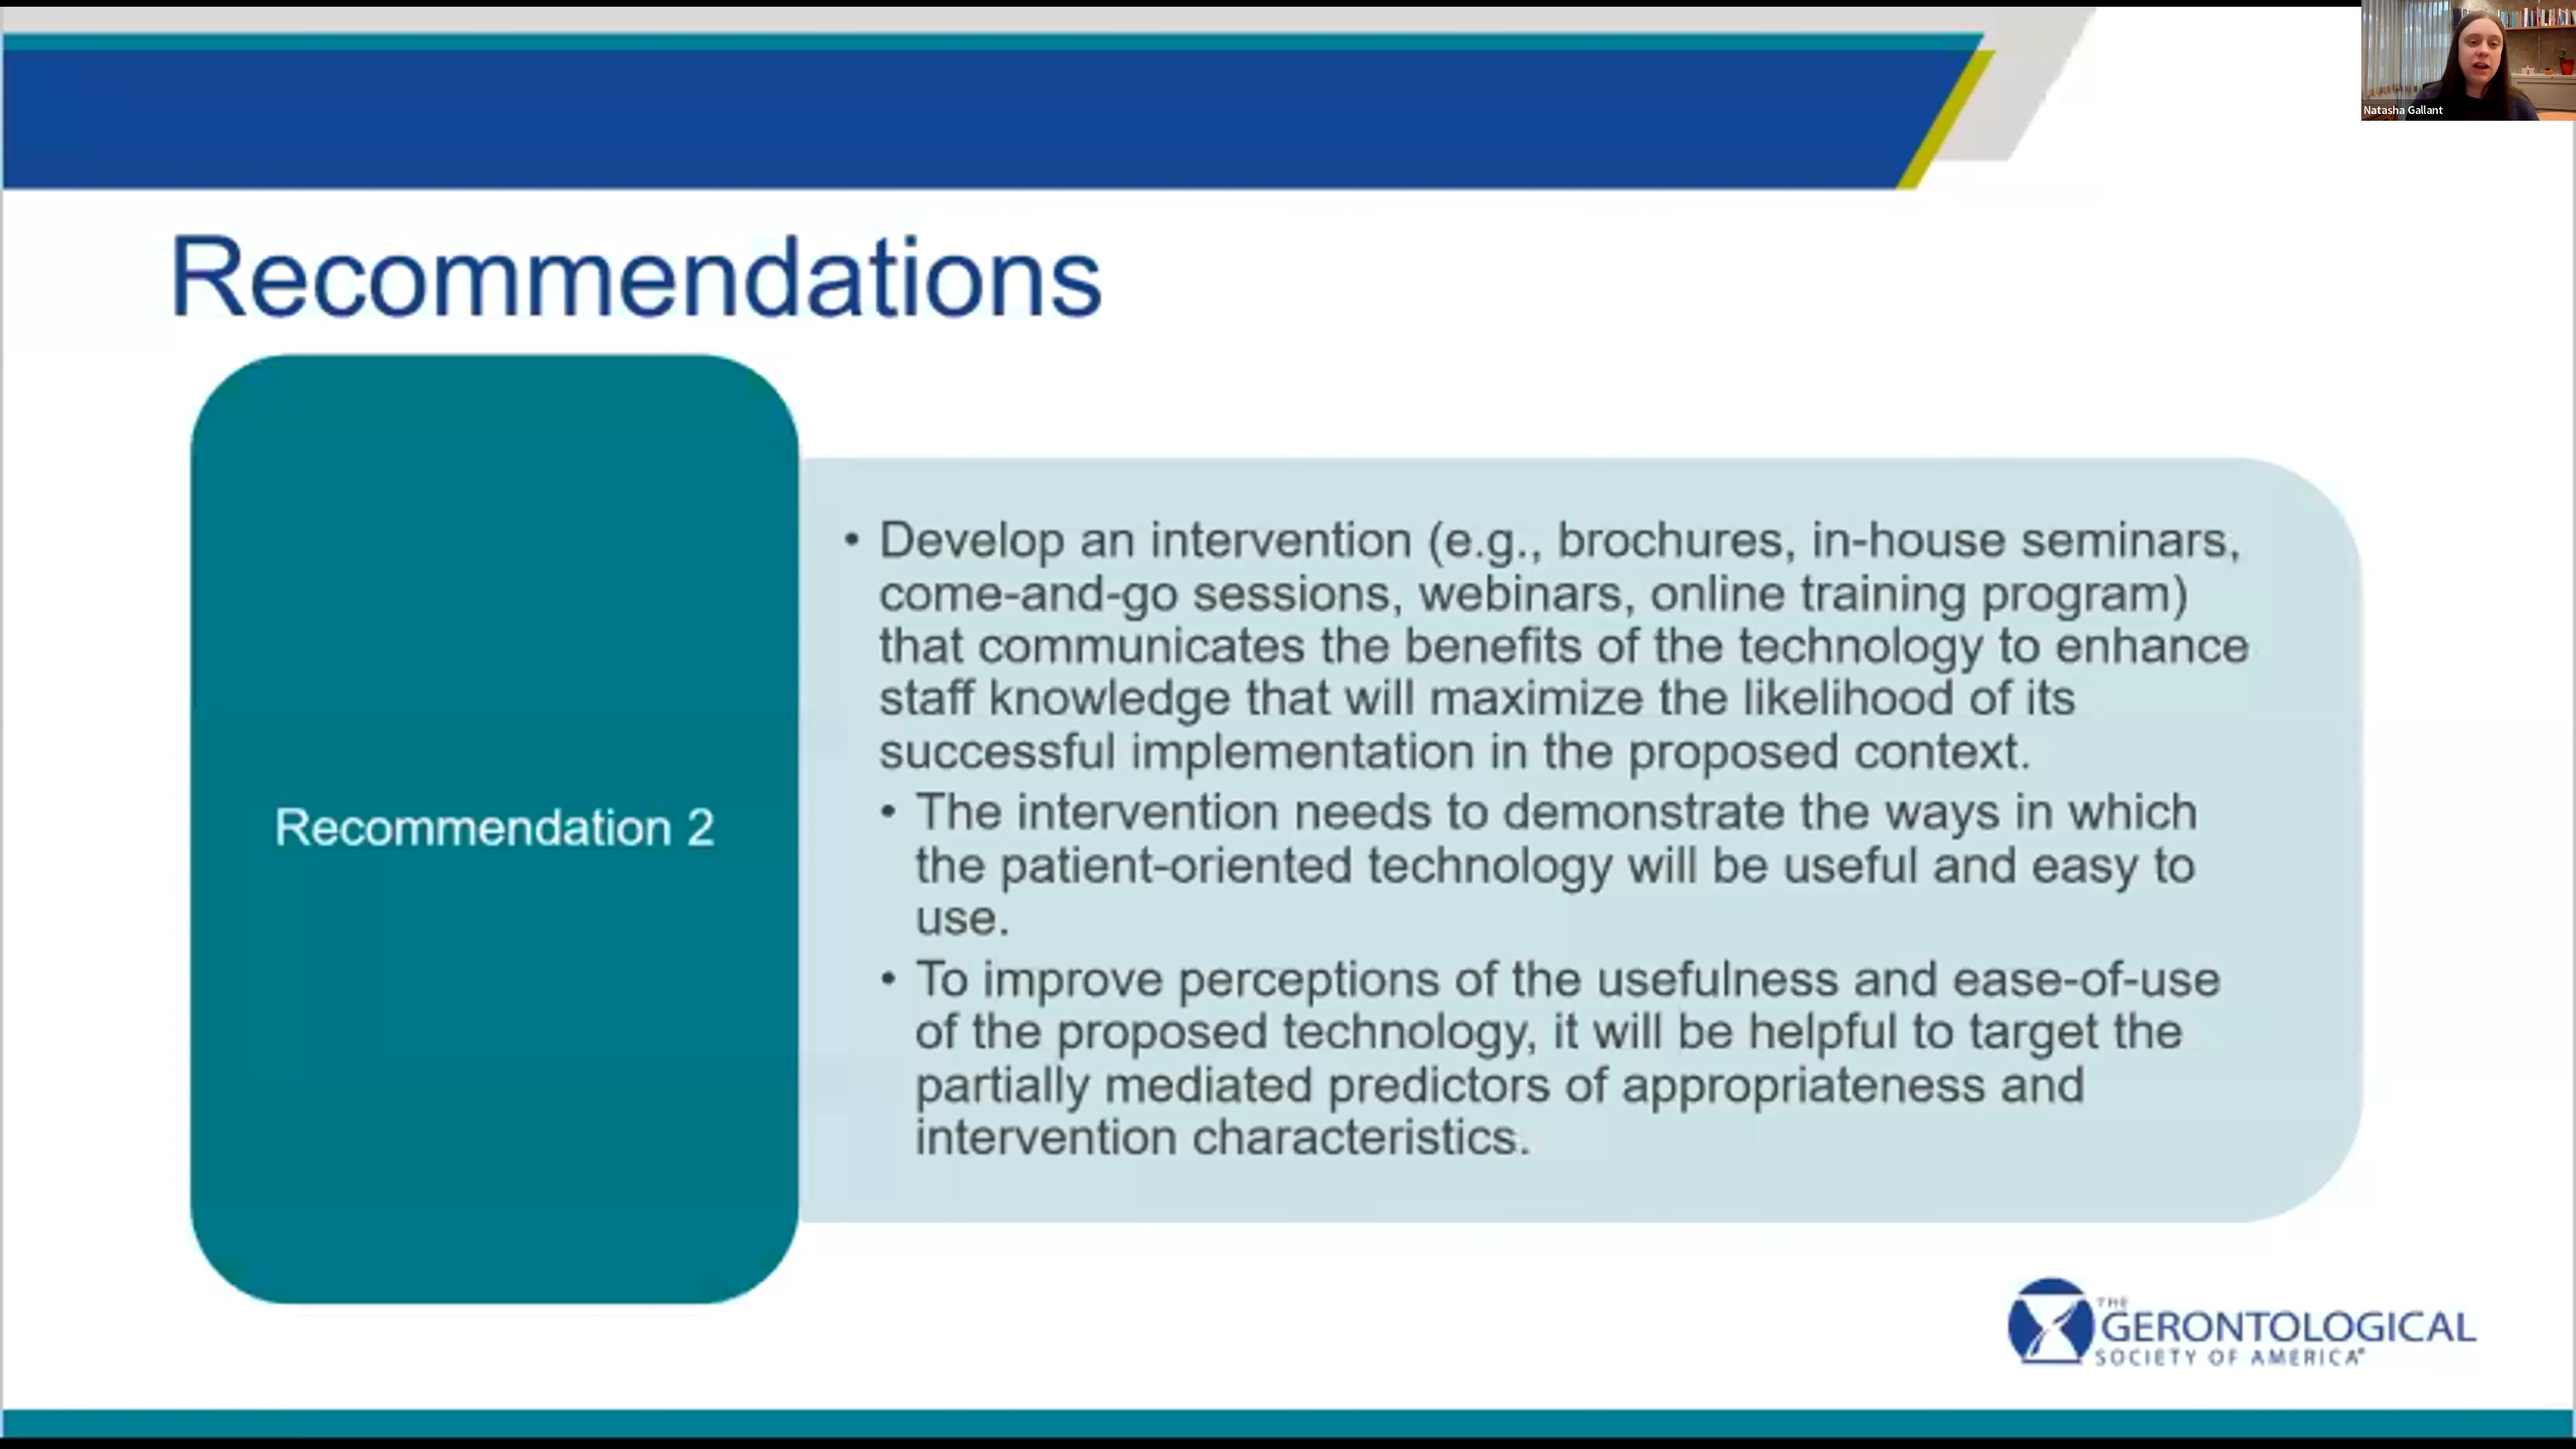 Natasha Gallant
Recommendations
Recommendation 2
• Develop an intervention (e.g., brochures, in-house seminars,
come-and-go sessions, webinars, online training program)
that communicates the benefits of the technology to enhance
staff knowledge that will maximize the likelihood of its
successful implementation in the proposed context.
• The intervention needs to demonstrate the ways in which
the patient-oriented technology will be useful and easy to
use.
• To improve perceptions of the usefulness and ease-of-use
of the proposed technology, it will be helpful to target the
partially mediated predictors of appropriateness and
intervention characteristics.
THE
GERONTOLOGICAL
SOCIETY OF AMERICA®